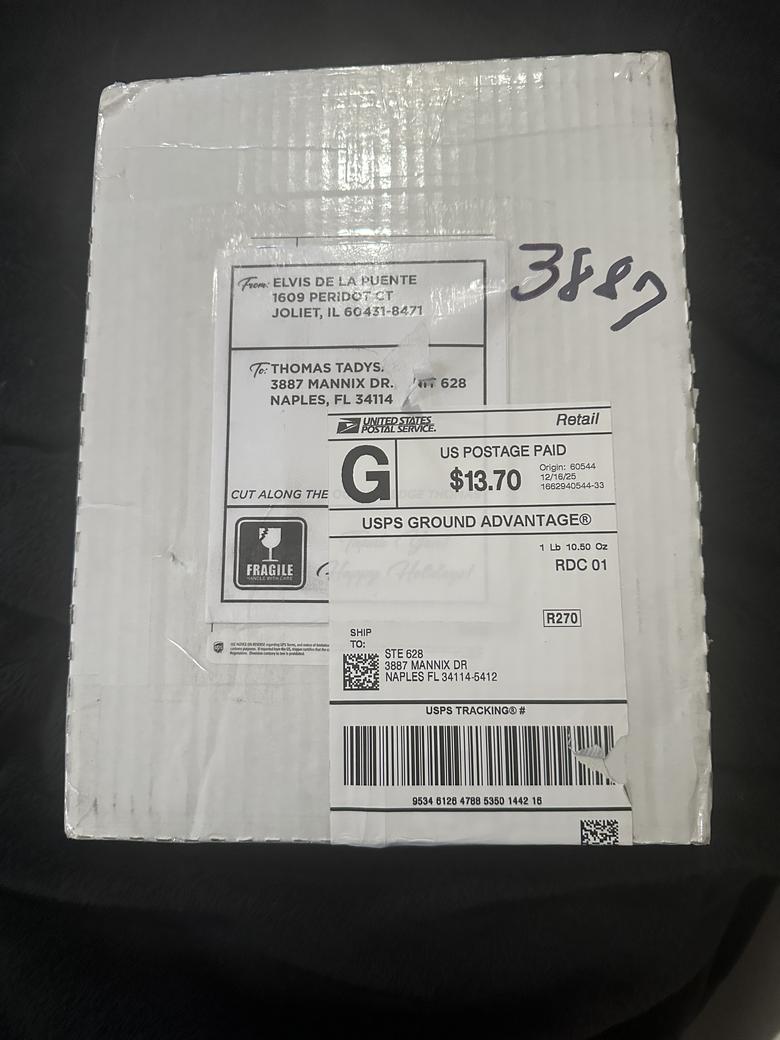 3887
From: ELVIS DE LA PUENTE
1609 PERIDOT CT
JOLIET, IL 60431-8471
To: THOMAS TADYS.
3887 MANNIX DR. 628
NAPLES, FL 34114
CUT ALONG THE
FRAGILE
HANDLE WITH CARE
Happy Holidays!
UNITED STATES
POSTAL SERVICE.
Retail
G
US POSTAGE PAID
$13.70
Origin: 60544
12/16/25
1662940544-33
USPS GROUND ADVANTAGE®
1 Lb 10.50 Oz
RDC 01
R270
SHIP
TO:
STE 628
3887 MANNIX DR
NAPLES FL 34114-5412
USPS TRACKING® #
9534 6126 4788 5350 1442 16
ups